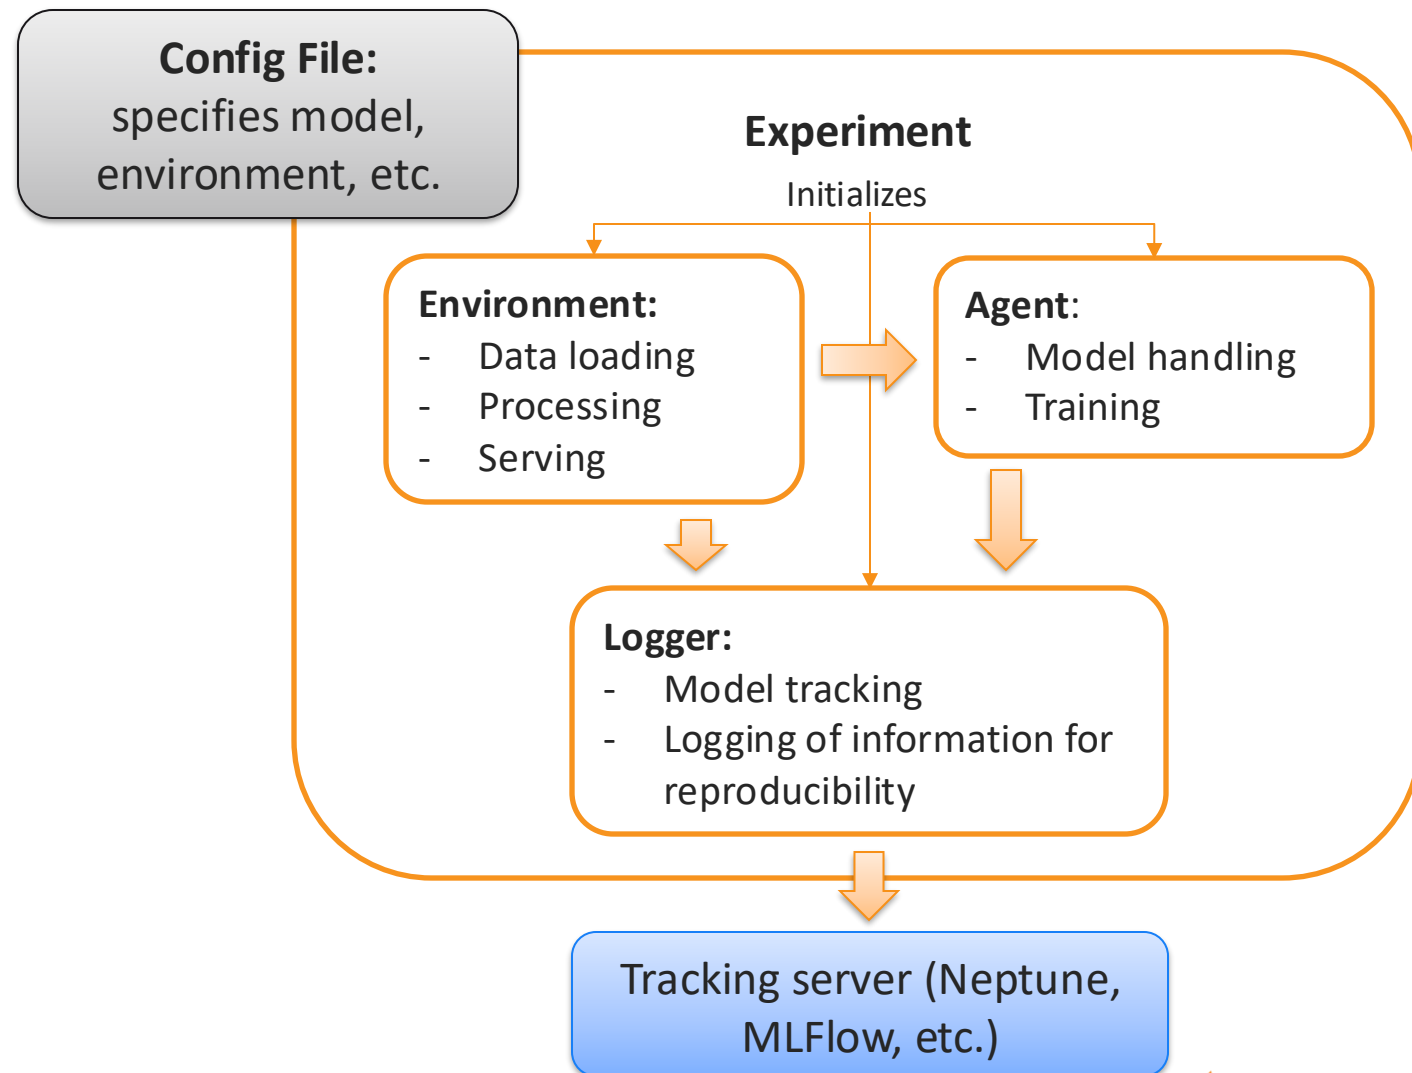 Config File:
specifies model,
environment, etc.
Experiment
Initializes
Environment:
- Data loading
- Processing
- Serving
Agent:
- Model handling
- Training
Logger:
- Model tracking
- Logging of information for
reproducibility
Tracking server (Neptune,
MLFlow, etc.)